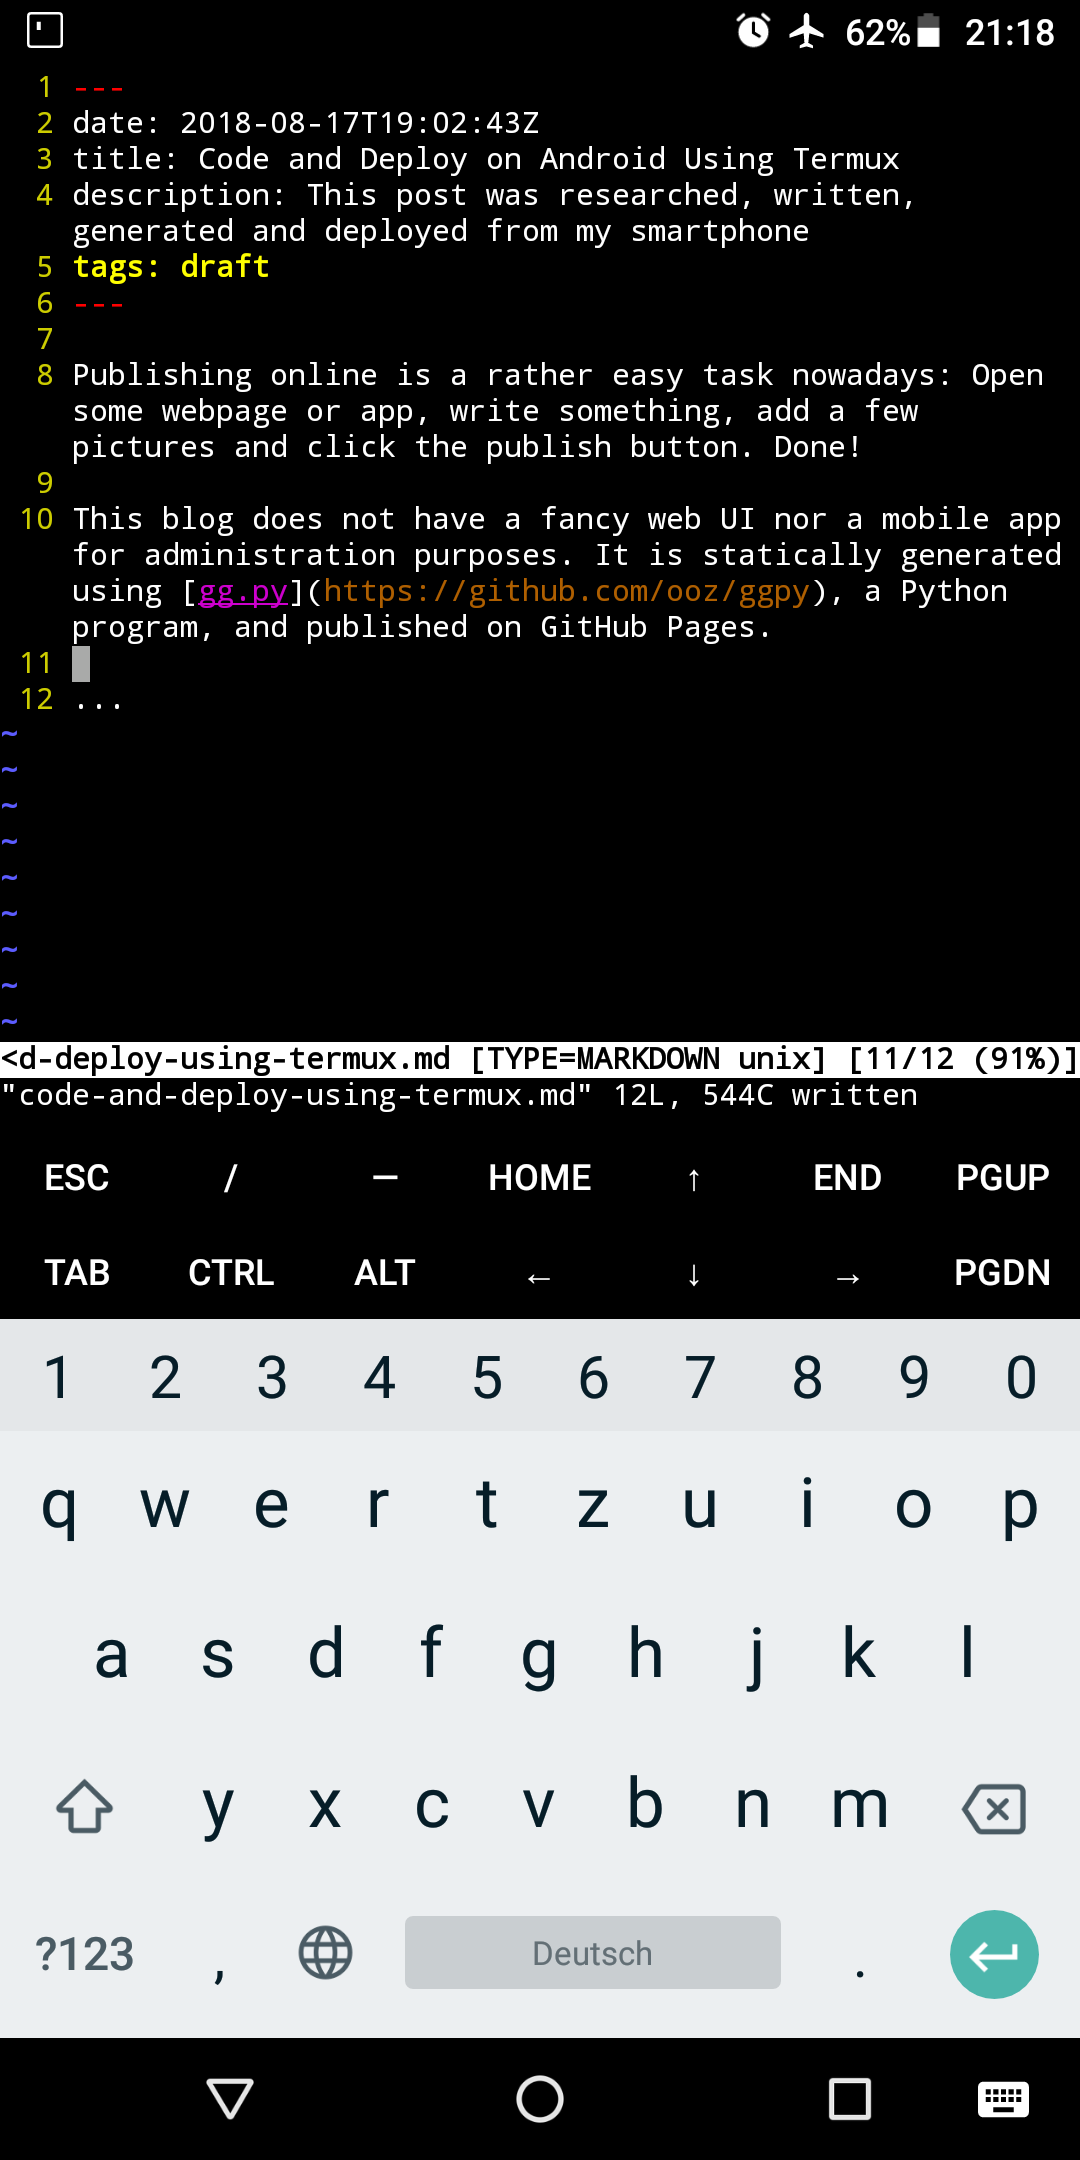 62% 21:18
1 ---
2 date: 2018-08-17T19:02:43Z
3 title: Code and Deploy on Android Using Termux
4 description: This post was researched, written,
generated and deployed from my smartphone
5 tags: draft
6 ---
7
8 Publishing online is a rather easy task nowadays: Open
some webpage or app, write something, add a few
pictures and click the publish button. Done!
9
10 This blog does not have a fancy web UI nor a mobile app
for administration purposes. It is statically generated
using [gg.py](https://github.com/ooz/ggpy), a Python
program, and published on GitHub Pages.
11
12 ...
~
~
~
~
~
~
~
~
~
<d-deploy-using-termux.md [TYPE=MARKDOWN unix] [11/12 (91%)]
"code-and-deploy-using-termux.md" 12L, 544C written
ESC / — HOME ↑ END PGUP
TAB CTRL ALT ← ↓ → PGDN
1 2 3 4 5 6 7 8 9 0
q w e r t z u i o p
a s d f g h j k l
y x c v b n m
?123 , Deutsch .